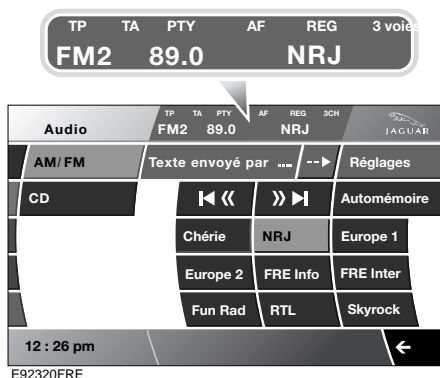 TP TA PTY AF REG 3 voies
FM2 89.0 NRJ
TP TA PTY AF REG 3CH
Audio FM2 89.0 NRJ JAGUAR
AM/FM Texte envoyé par ... --> Réglages
CD Automémoire
Chérie NRJ Europe 1
Europe 2 FRE Info FRE Inter
Fun Rad RTL Skyrock
12 : 26 pm
E92320FRE